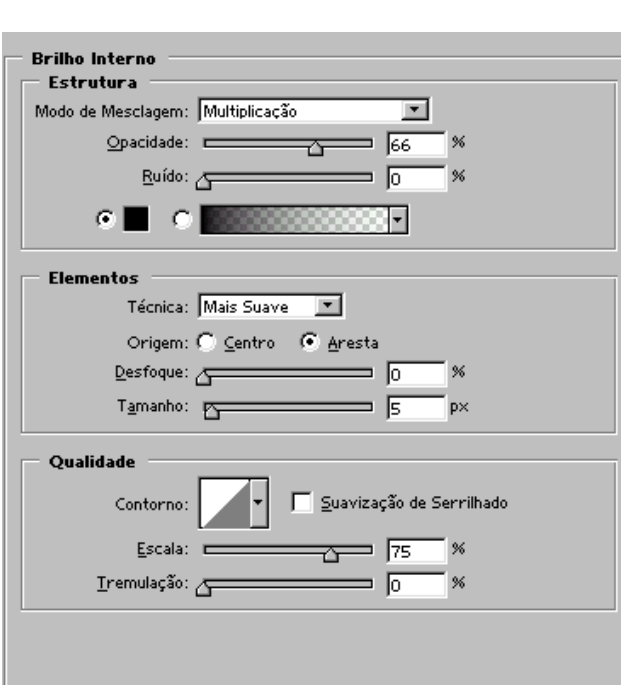 Brilho Interno
Estrutura
Modo de Mesclagem: Multiplicação
Opacidade: 66 %
Ruído: 0 %
Elementos
Técnica: Mais Suave
Origem: Centro Aresta
Desfoque: 0 %
Tamanho: 5 px
Qualidade
Contorno: Suavização de Serrilhado
Escala: 75 %
Tremulação: 0 %